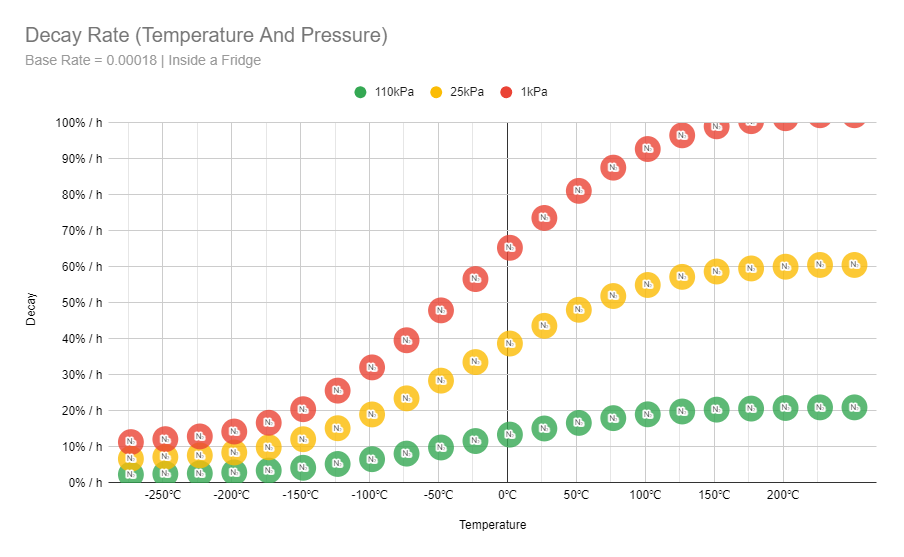 Decay Rate (Temperature And Pressure)
Base Rate = 0.00018 | Inside a Fridge
110kPa 25kPa 1kPa
100% / h
90% / h
80% / h
70% / h
60% / h
50% / h
40% / h
30% / h
20% / h
10% / h
0% / h
Decay
-250℃ -200℃ -150℃ -100℃ -50℃ 0℃ 50℃ 100℃ 150℃ 200℃
Temperature